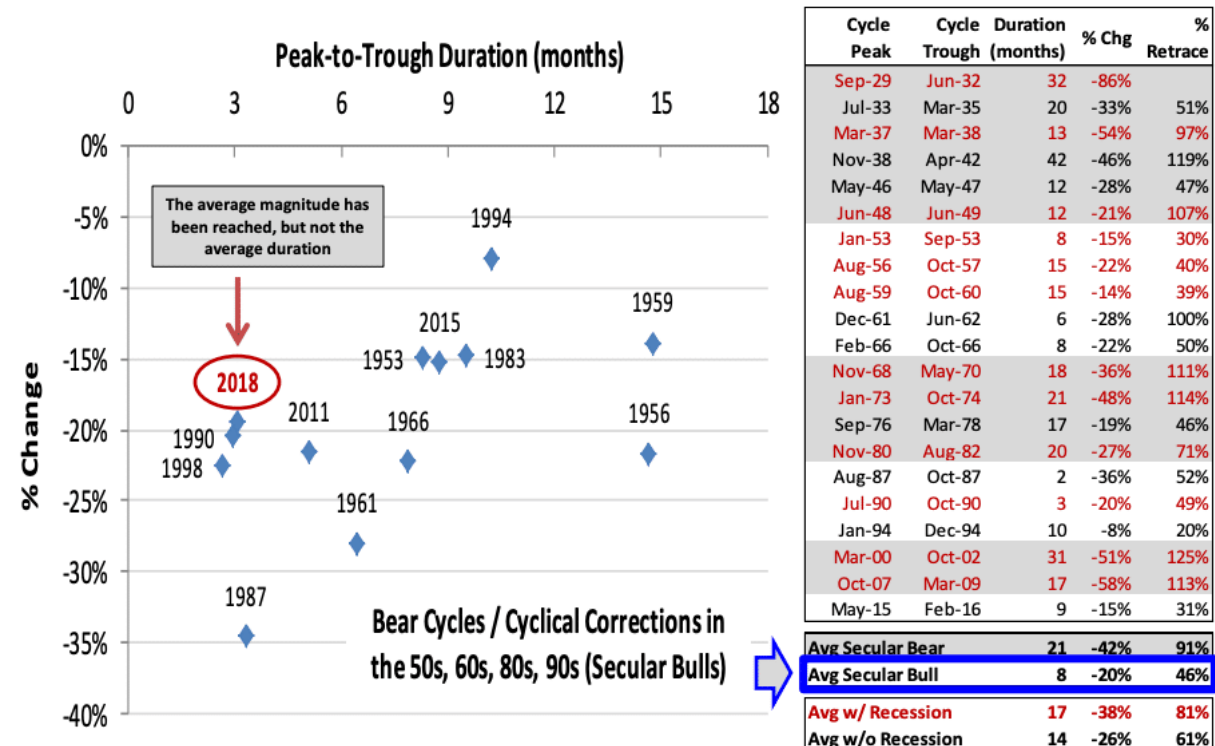 Peak-to-Trough Duration (months)
0 3 6 9 12 15 18
0%
-5%
-10%
-15%
-20%
-25%
-30%
-35%
-40%
% Change
The average magnitude has
been reached, but not the
average duration
1994
1959
2015
1953
1983
2018
2011
1966
1956
1990
1998
1961
1987
Bear Cycles / Cyclical Corrections in
the 50s, 60s, 80s, 90s (Secular Bulls)
Cycle Cycle Duration %
Peak Trough (months) % Chg Retrace
Sep-29 Jun-32 32 -86%
Jul-33 Mar-35 20 -33% 51%
Mar-37 Mar-38 13 -54% 97%
Nov-38 Apr-42 42 -46% 119%
May-46 May-47 12 -28% 47%
Jun-48 Jun-49 12 -21% 107%
Jan-53 Sep-53 8 -15% 30%
Aug-56 Oct-57 15 -22% 40%
Aug-59 Oct-60 15 -14% 39%
Dec-61 Jun-62 6 -28% 100%
Feb-66 Oct-66 8 -22% 50%
Nov-68 May-70 18 -36% 111%
Jan-73 Oct-74 21 -48% 114%
Sep-76 Mar-78 17 -19% 46%
Nov-80 Aug-82 20 -27% 71%
Aug-87 Oct-87 2 -36% 52%
Jul-90 Oct-90 3 -20% 49%
Jan-94 Dec-94 10 -8% 20%
Mar-00 Oct-02 31 -51% 125%
Oct-07 Mar-09 17 -58% 113%
May-15 Feb-16 9 -15% 31%
Avg Secular Bear 21 -42% 91%
Avg Secular Bull 8 -20% 46%
Avg w/ Recession 17 -38% 81%
Avg w/o Recession 14 -26% 61%